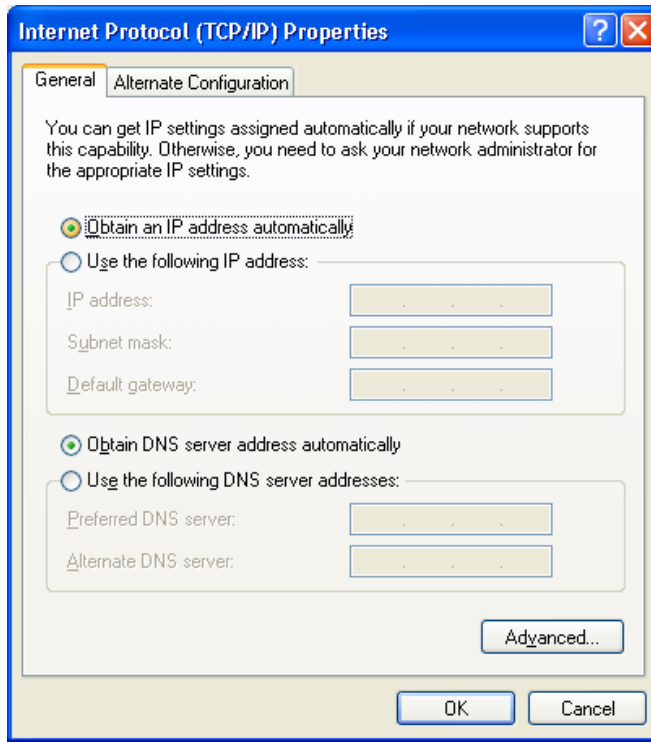 Internet Protocol (TCP/IP) Properties
General
Alternate Configuration
You can get IP settings assigned automatically if your network supports
this capability. Otherwise, you need to ask your network administrator for
the appropriate IP settings.
Obtain an IP address automatically
Use the following IP address:
IP address:
Subnet mask:
Default gateway:
Obtain DNS server address automatically
Use the following DNS server addresses:
Preferred DNS server:
Alternate DNS server:
Advanced...
OK
Cancel